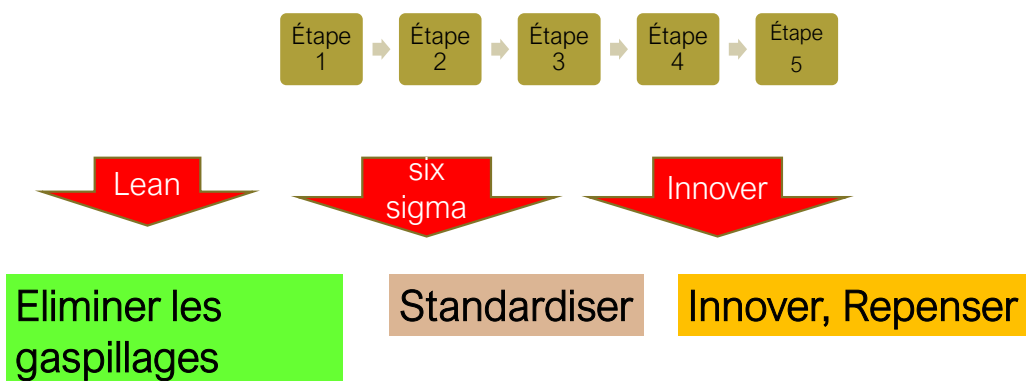 Étape
1
Étape
2
Étape
3
Étape
4
Étape
5
Lean
six
sigma
Innover
Eliminer les
gaspillages
Standardiser
Innover, Repenser